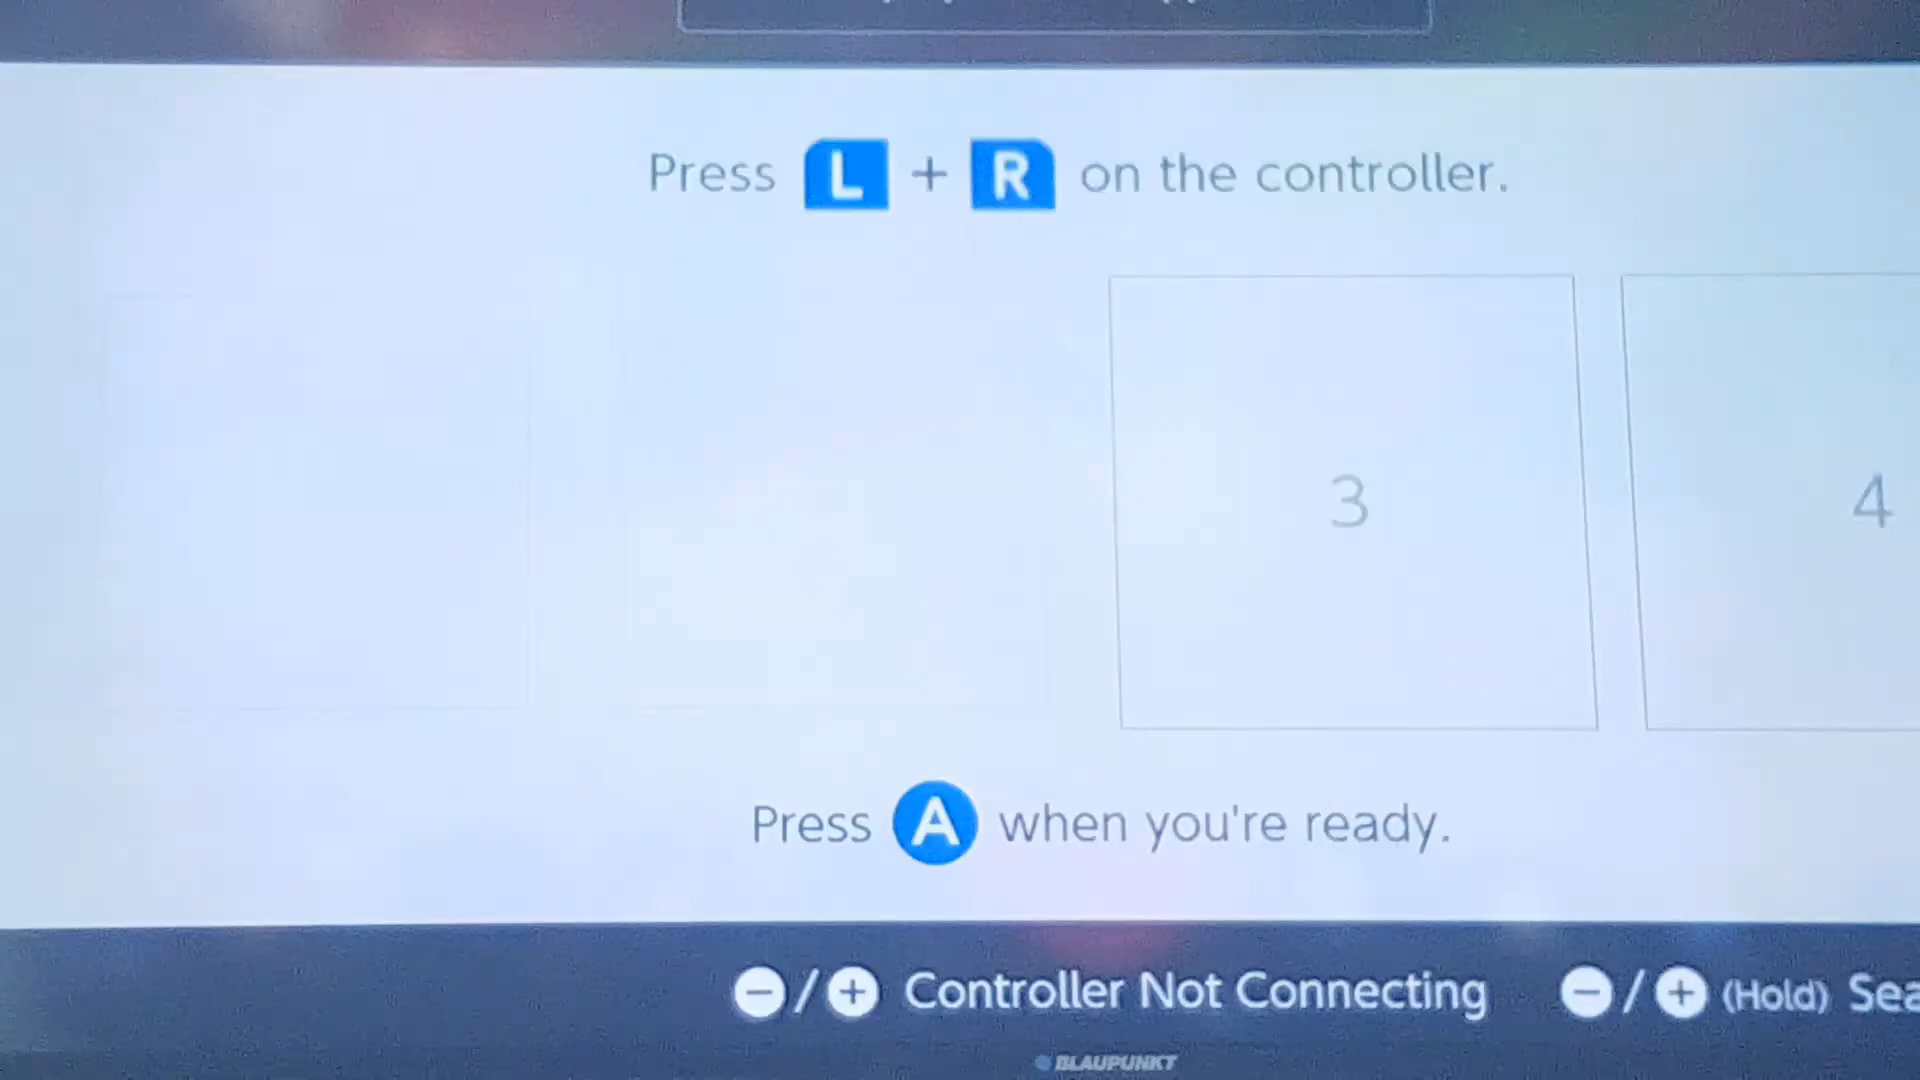 Press L + R on the controller.
3
4
Press A when you're ready.
−/+ Controller Not Connecting
−/+ (Hold)
BLAUPUNKT